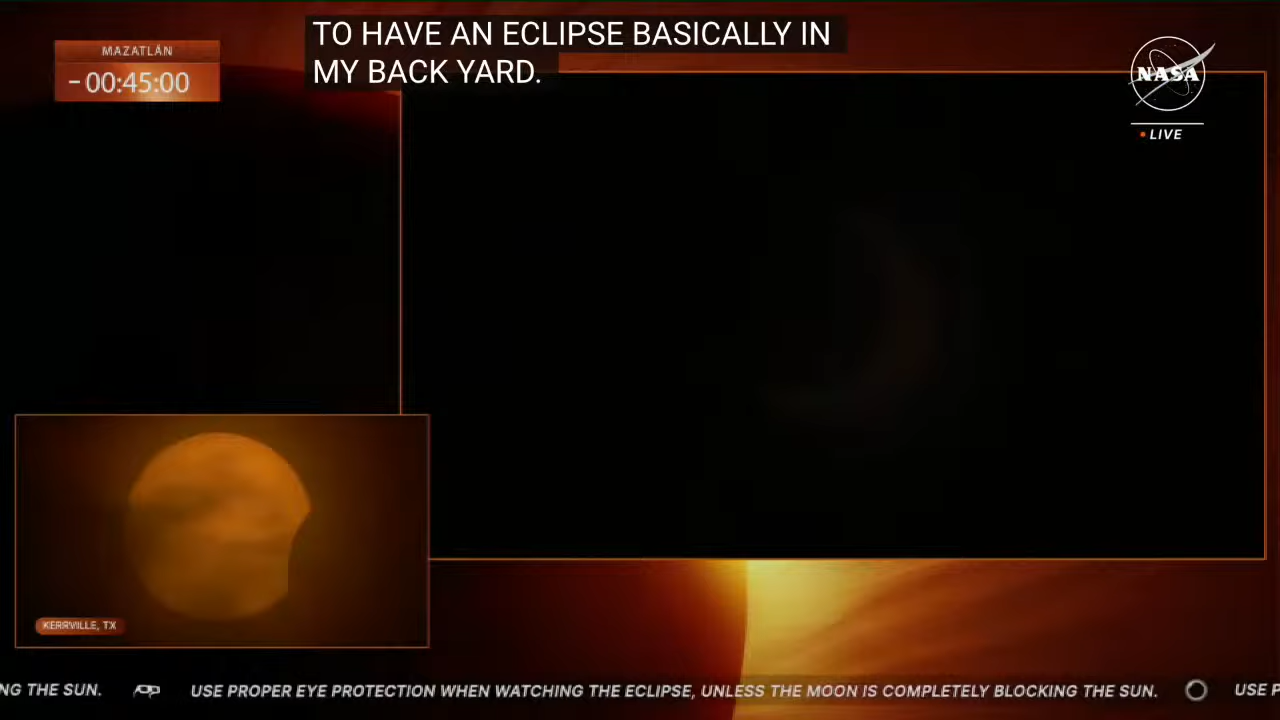 TO HAVE AN ECLIPSE BASICALLY IN
MY BACK YARD.
MAZATLÁN
-00:45:00
NASA
LIVE
KERRVILLE, TX
NG THE SUN. USE PROPER EYE PROTECTION WHEN WATCHING THE ECLIPSE, UNLESS THE MOON IS COMPLETELY BLOCKING THE SUN. USE P